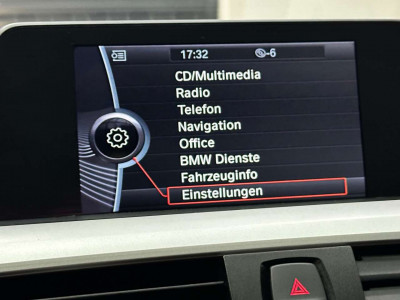 17:32 -6
CD/Multimedia
Radio
Telefon
Navigation
Office
BMW Dienste
Fahrzeuginfo
Einstellungen